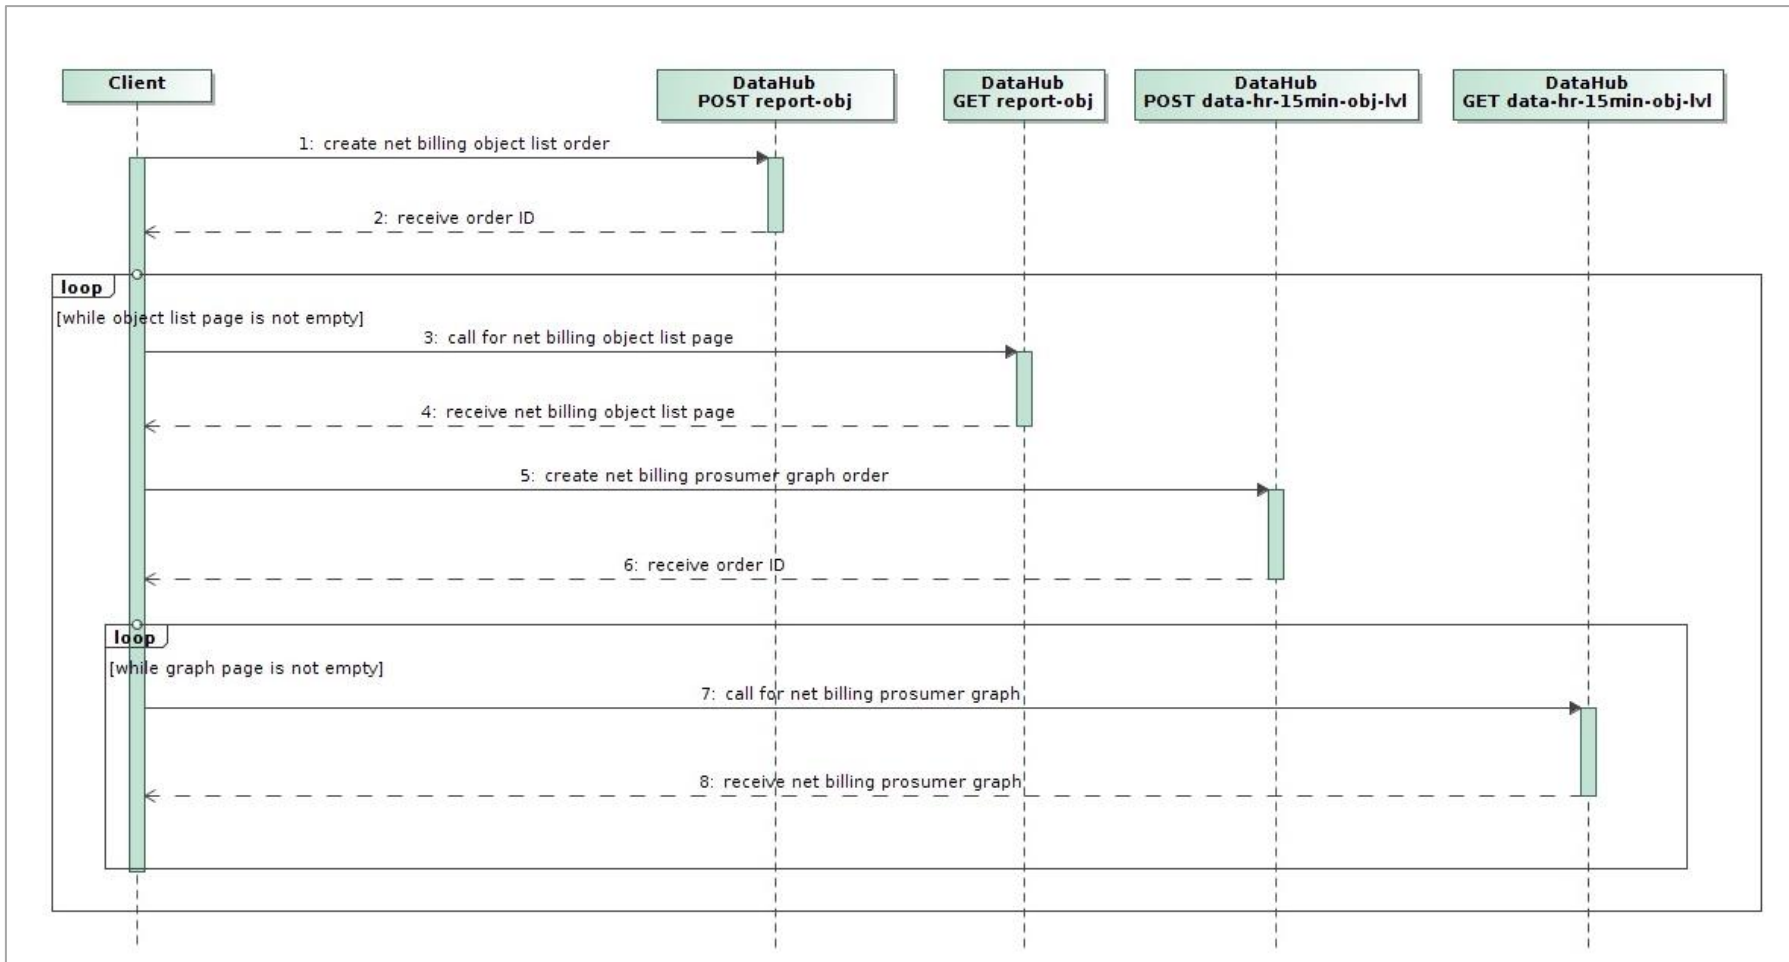 Client
DataHub
POST report-obj
DataHub
GET report-obj
DataHub
POST data-hr-15min-obj-lvl
DataHub
GET data-hr-15min-obj-lvl
1: create net billing object list order
2: receive order ID
loop
[while object list page is not empty]
3: call for net billing object list page
4: receive net billing object list page
5: create net billing prosumer graph order
6: receive order ID
loop
[while graph page is not empty]
7: call for net billing prosumer graph
8: receive net billing prosumer graph